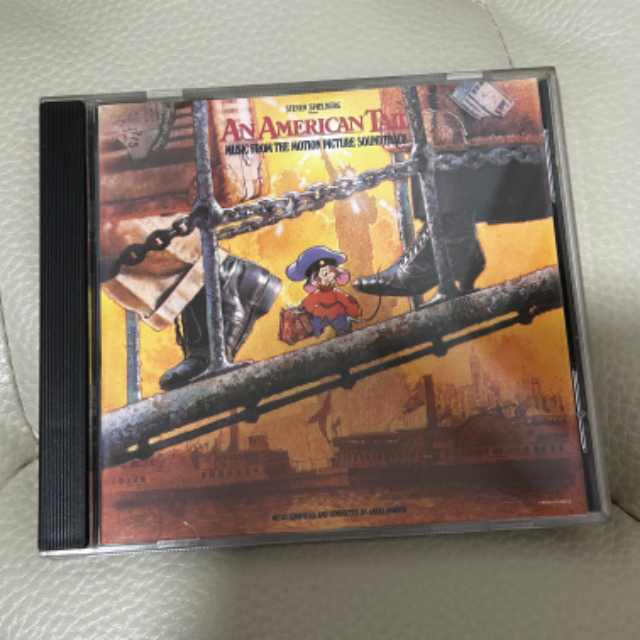 STEVEN SPIELBERG
AN AMERICAN TAIL
MUSIC FROM THE MOTION PICTURE SOUNDTRACK
MUSIC COMPOSED AND CONDUCTED BY JAMES HORNER